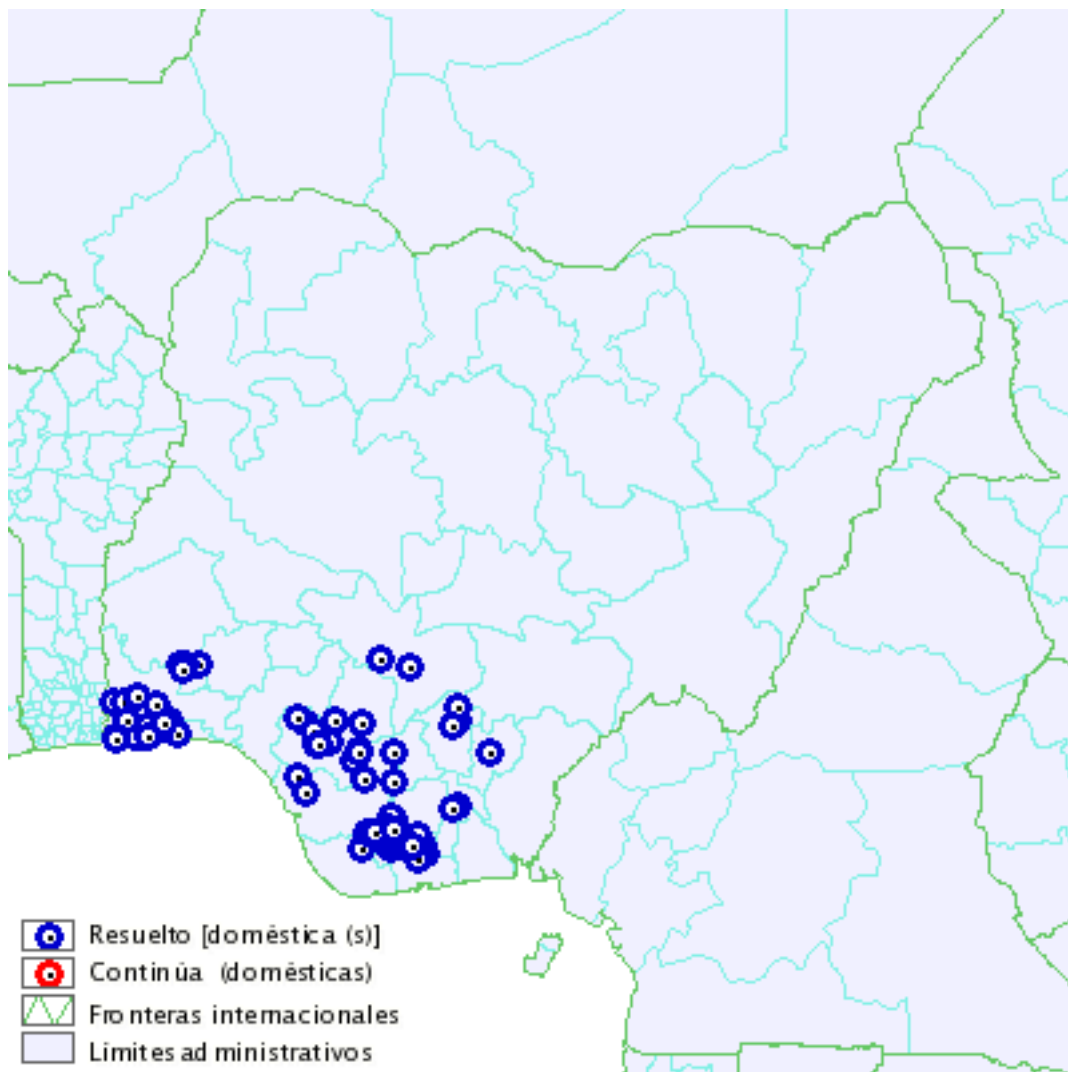 Resuelto [doméstica (s)]
Continúa (domésticas)
Fronteras internacionales
Límites administrativos